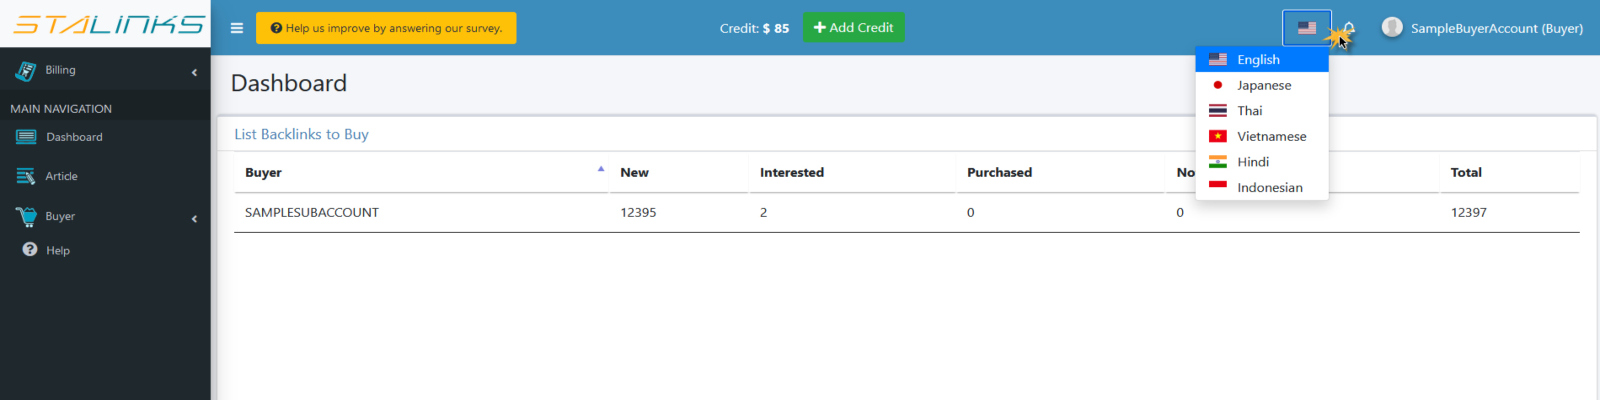 STALINKS
Help us improve by answering our survey.
Credit: $ 85
Add Credit
SampleBuyerAccount (Buyer)
Billing
MAIN NAVIGATION
Dashboard
Article
Buyer
Help
English
Japanese
Thai
Vietnamese
Hindi
Indonesian
Dashboard
List Backlinks to Buy
Buyer New Interested Purchased No Total
SAMPLESUBACCOUNT 12395 2 0 0 12397